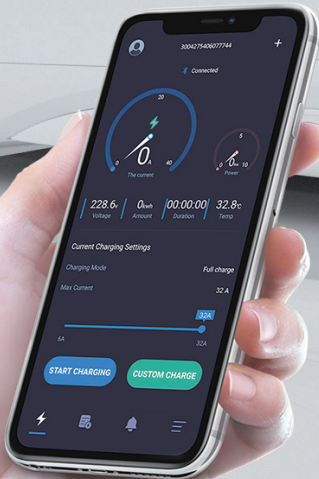 3004275406077744 +
Connected
20
0A
0 40
The current
5
0kw
0 10
Power
228.6v 0kwh 00:00:00 32.8°c
Voltage Amount Duration Temp
Current Charging Settings
Charging Mode Full charge
Max Current 32 A
32A
6A 32A
START CHARGING CUSTOM CHARGE